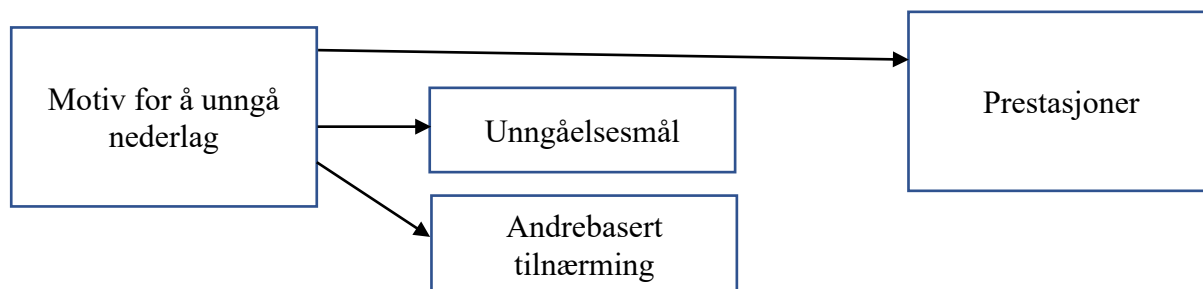 Motiv for å unngå
nederlag
Unngåelsesmål
Andrebasert
tilnærming
Prestasjoner